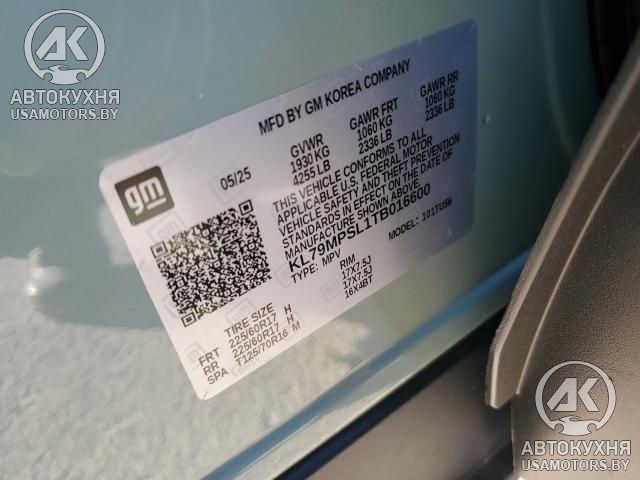 AK
АВТОКУХНЯ
USAMOTORS.BY
gm
MFD BY GM KOREA COMPANY
05/25
GVWR GAWR FRT GAWR RR
1930 KG 1060 KG 1060 KG
4255 LB 2336 LB 2336 LB
THIS VEHICLE CONFORMS TO ALL
APPLICABLE U.S. FEDERAL MOTOR
VEHICLE SAFETY AND THEFT PREVENTION
STANDARDS IN EFFECT ON THE DATE OF
MANUFACTURE SHOWN ABOVE.
KL79MPSL1TB016600
TYPE: MPV 101TUS6
TIRE SIZE RIM
FRT 225/60R17 H 17X7.5J
RR 225/60R17 H 17X7.5J
SPA T125/70R16 M 16X4BT
AK
АВТОКУХНЯ
USAMOTORS.BY